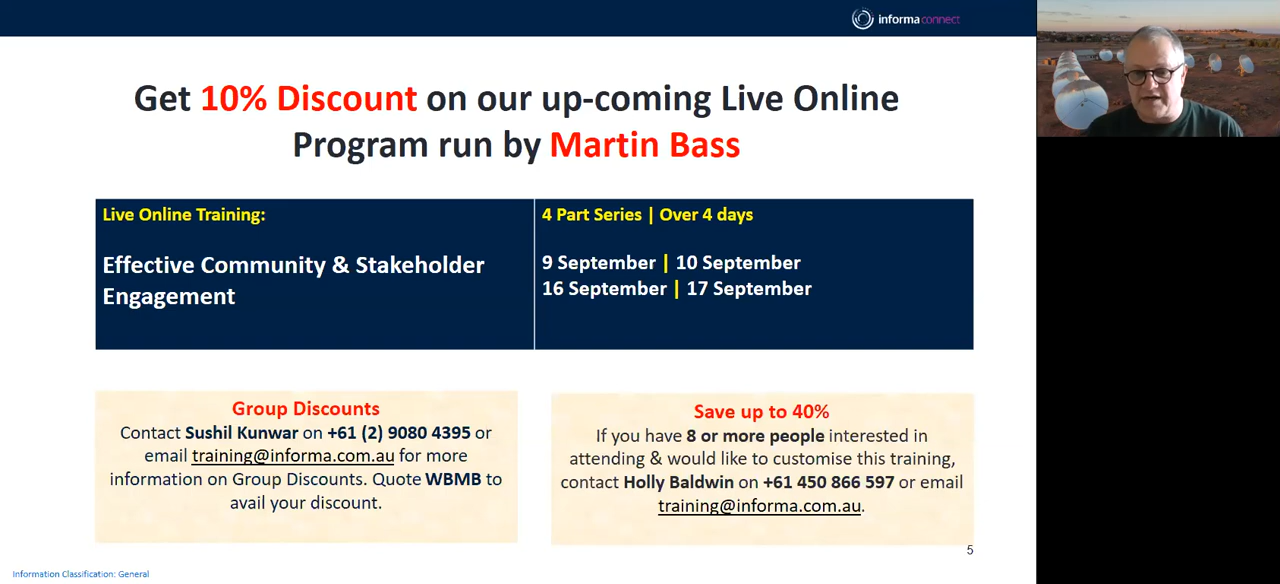 informa connect
Get 10% Discount on our up-coming Live Online
Program run by Martin Bass
Live Online Training:
Effective Community & Stakeholder
Engagement
4 Part Series | Over 4 days
9 September | 10 September
16 September | 17 September
Group Discounts
Contact Sushil Kunwar on +61 (2) 9080 4395 or
email training@informa.com.au for more
information on Group Discounts. Quote WBMB to
avail your discount.
Save up to 40%
If you have 8 or more people interested in
attending & would like to customise this training,
contact Holly Baldwin on +61 450 866 597 or email
training@informa.com.au.
5
Information Classification: General